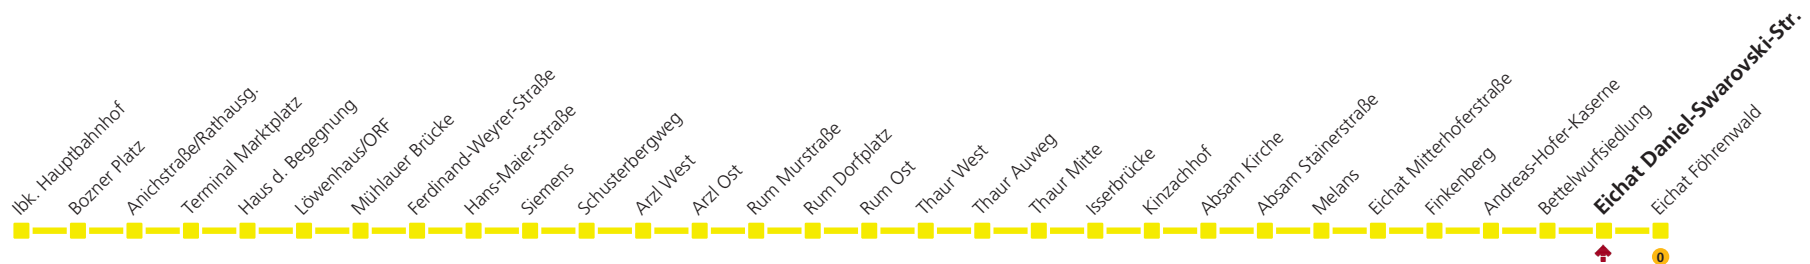 Ibk. Hauptbahnhof
Bozner Platz
Anichstraße/Rathausg.
Terminal Marktplatz
Haus d. Begegnung
Löwenhaus/ORF
Mühlauer Brücke
Ferdinand-Weyrer-Straße
Hans-Maier-Straße
Siemens
Schusterbergweg
Arzl West
Arzl Ost
Rum Murstraße
Rum Dorfplatz
Rum Ost
Thaur West
Thaur Auweg
Thaur Mitte
Isserbrücke
Kinzachhof
Absam Kirche
Absam Stainerstraße
Melans
Eichat Mitterhoferstraße
Finkenberg
Andreas-Hofer-Kaserne
Bettelwurfsiedlung
Eichat Daniel-Swarovski-Str.
Eichat Föhrenwald
0